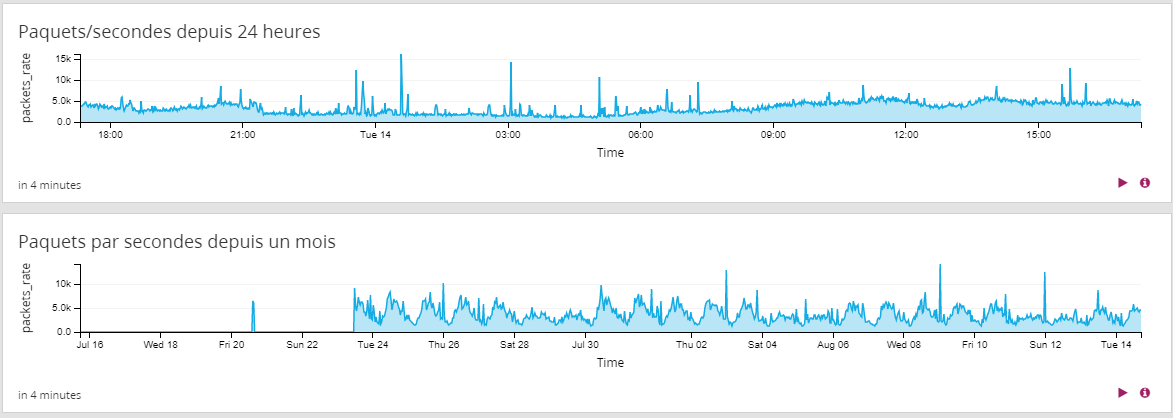 Paquets/secondes depuis 24 heures
packets_rate
15k
10k
5.0k
0.0
18:00 21:00 Tue 14 03:00 06:00 09:00 12:00 15:00
Time
in 4 minutes
Paquets par secondes depuis un mois
packets_rate
10k
5.0k
0.0
Jul 16 Wed 18 Fri 20 Sun 22 Tue 24 Thu 26 Sat 28 Jul 30 Thu 02 Sat 04 Aug 06 Wed 08 Fri 10 Sun 12 Tue 14
Time
in 4 minutes